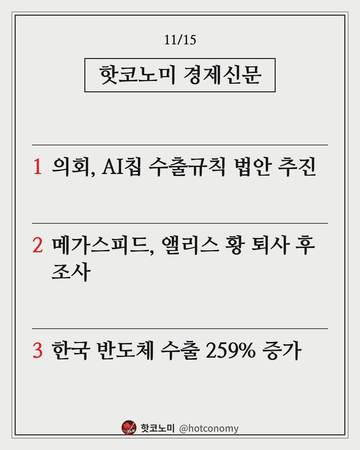 11/15
핫코노미 경제신문
1 의회, AI칩 수출규칙 법안 추진
2 메가스피드, 앨리스 황 퇴사 후
조사
3 한국 반도체 수출 259% 증가
핫코노미 @hotconomy